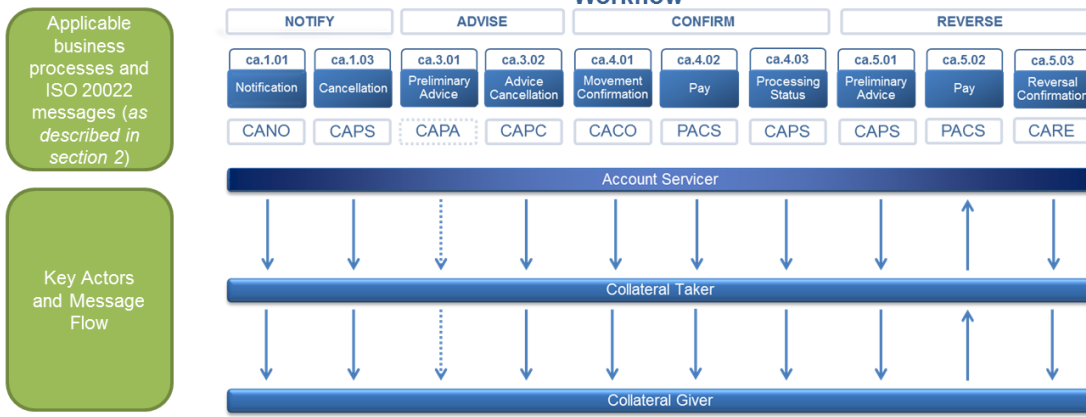 Workflow
Applicable
business
processes and
ISO 20022
messages (as
described in
section 2)
NOTIFY ADVISE CONFIRM REVERSE
ca.1.01 ca.1.03 ca.3.01 ca.3.02 ca.4.01 ca.4.02 ca.4.03 ca.5.01 ca.5.02 ca.5.03
Notification Cancellation Preliminary Advice Advice Cancellation Movement Confirmation Pay Processing Status Preliminary Advice Pay Reversal Confirmation
CANO CAPS CAPA CAPC CACO PACS CAPS CAPS PACS CARE
Account Servicer
Key Actors
and Message
Flow
Collateral Taker
Collateral Giver